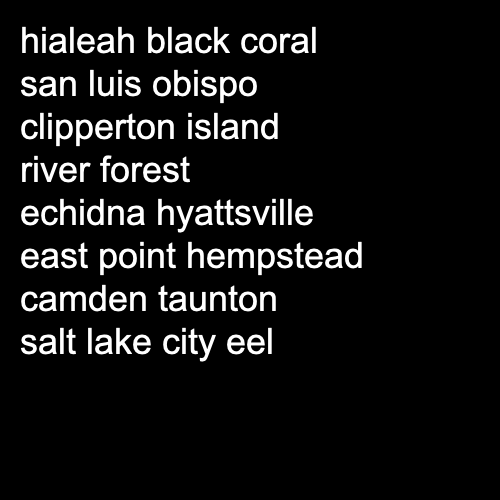 hialeah black coral
san luis obispo
clipperton island
river forest
echidna hyattsville
east point hempstead
camden taunton
salt lake city eel